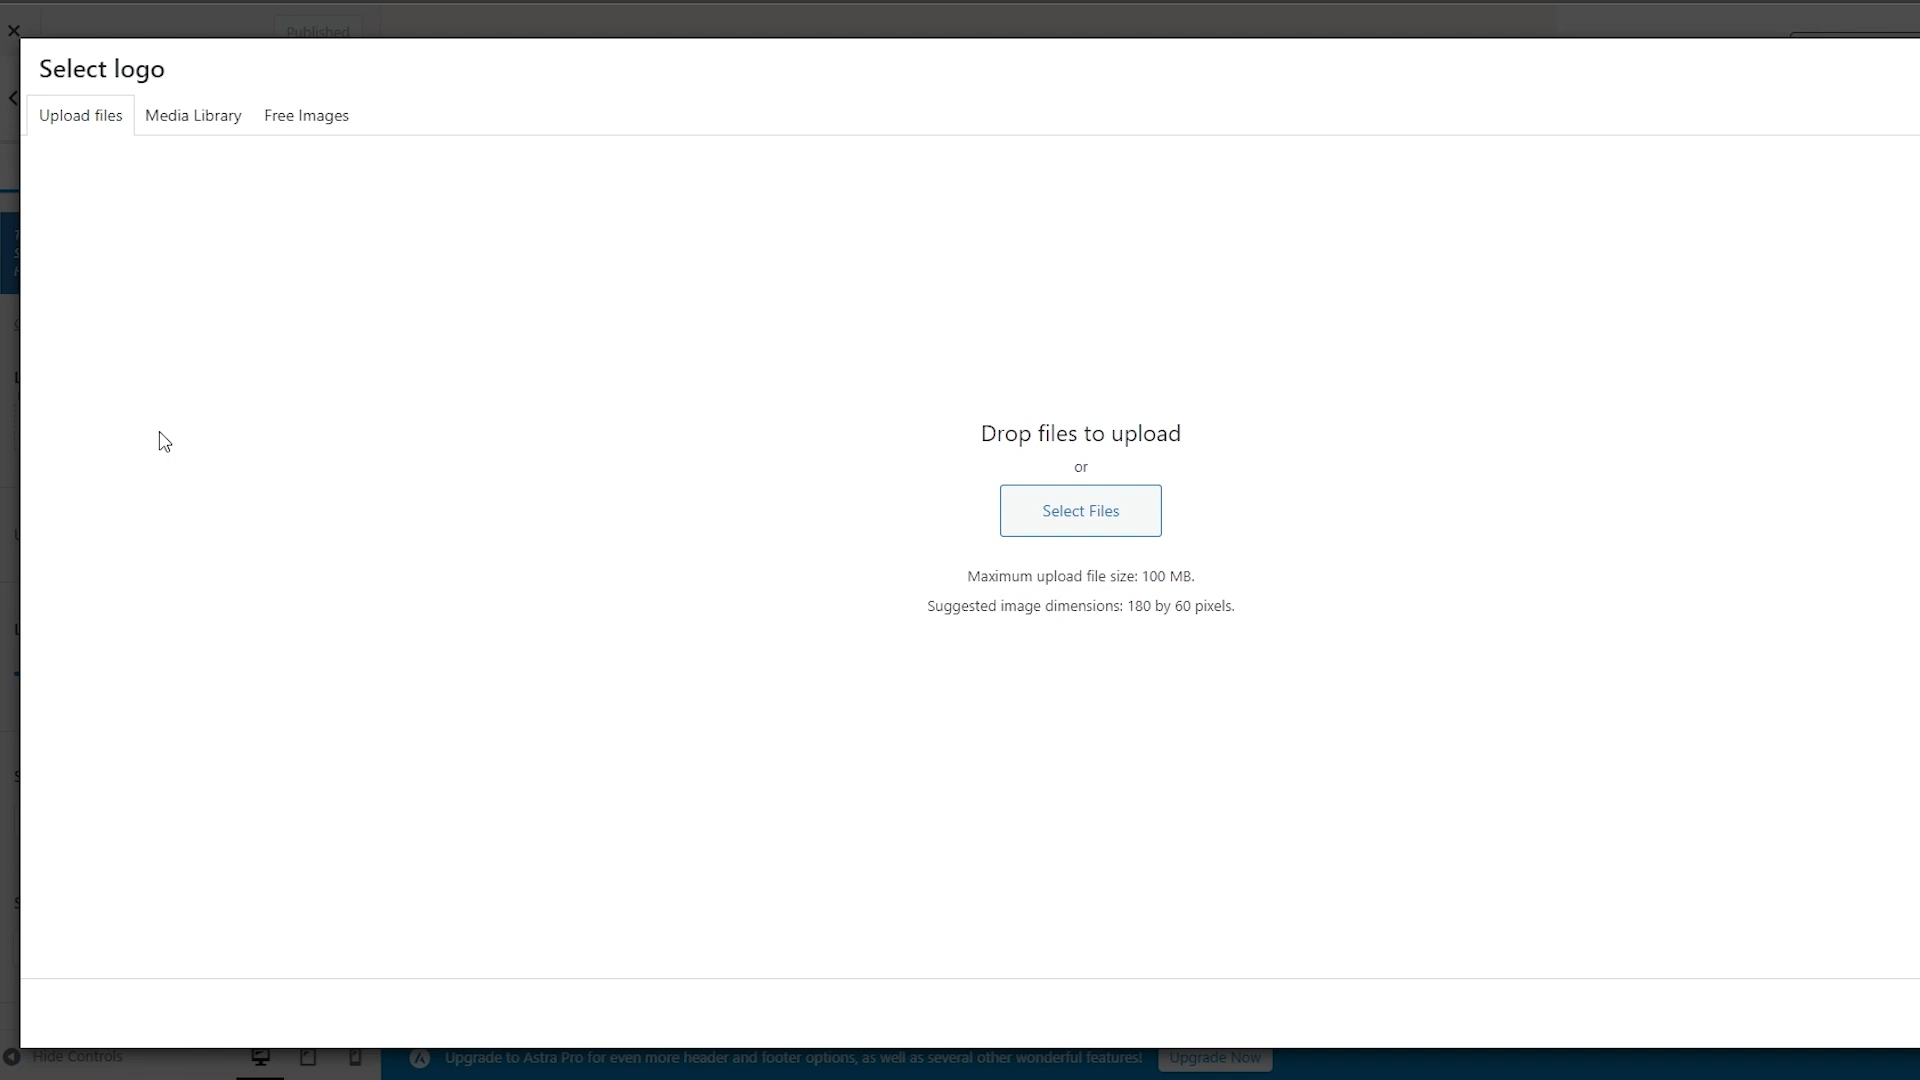 Published
Select logo
Upload files
Media Library
Free Images
Drop files to upload
or
Select Files
Maximum upload file size: 100 MB.
Suggested image dimensions: 180 by 60 pixels.
Hide Controls
Upgrade to Astra Pro for even more header and footer options, as well as several other wonderful features!
Upgrade Now